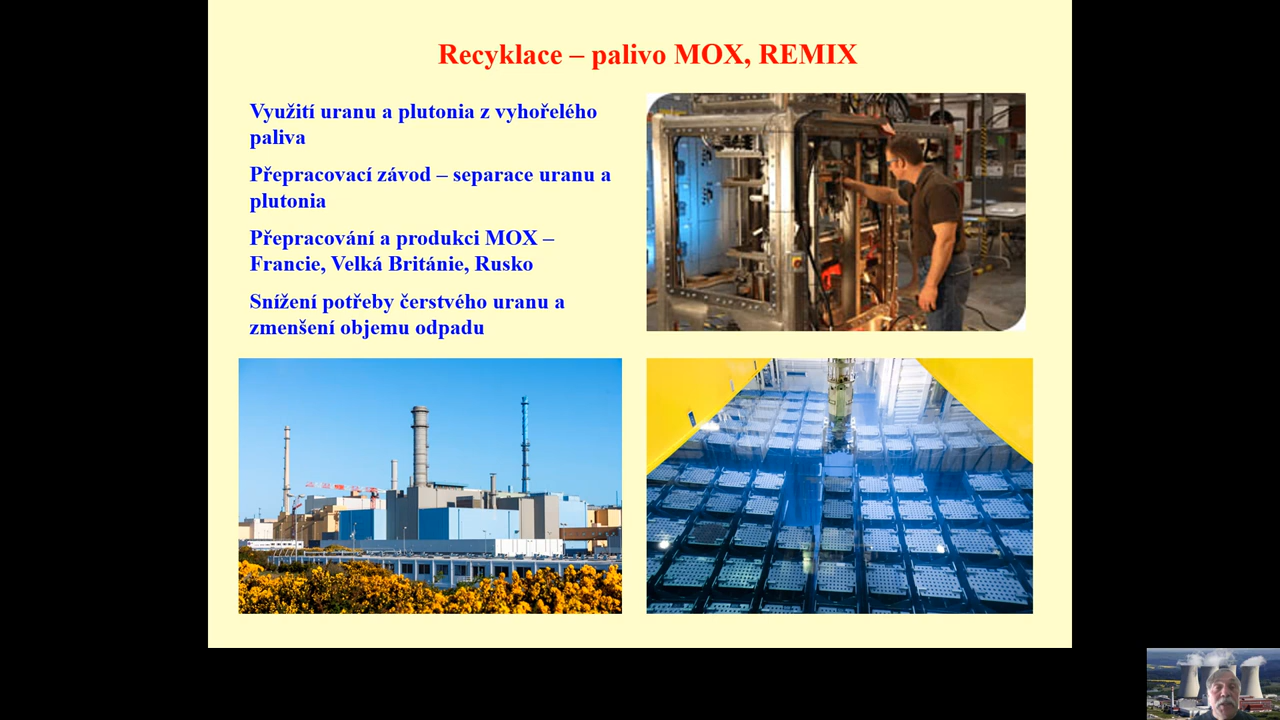 Recyklace – palivo MOX, REMIX
Využití uranu a plutonia z vyhořelého
paliva
Přepracovací závod – separace uranu a
plutonia
Přepracování a produkci MOX –
Francie, Velká Británie, Rusko
Snížení potřeby čerstvého uranu a
zmenšení objemu odpadu